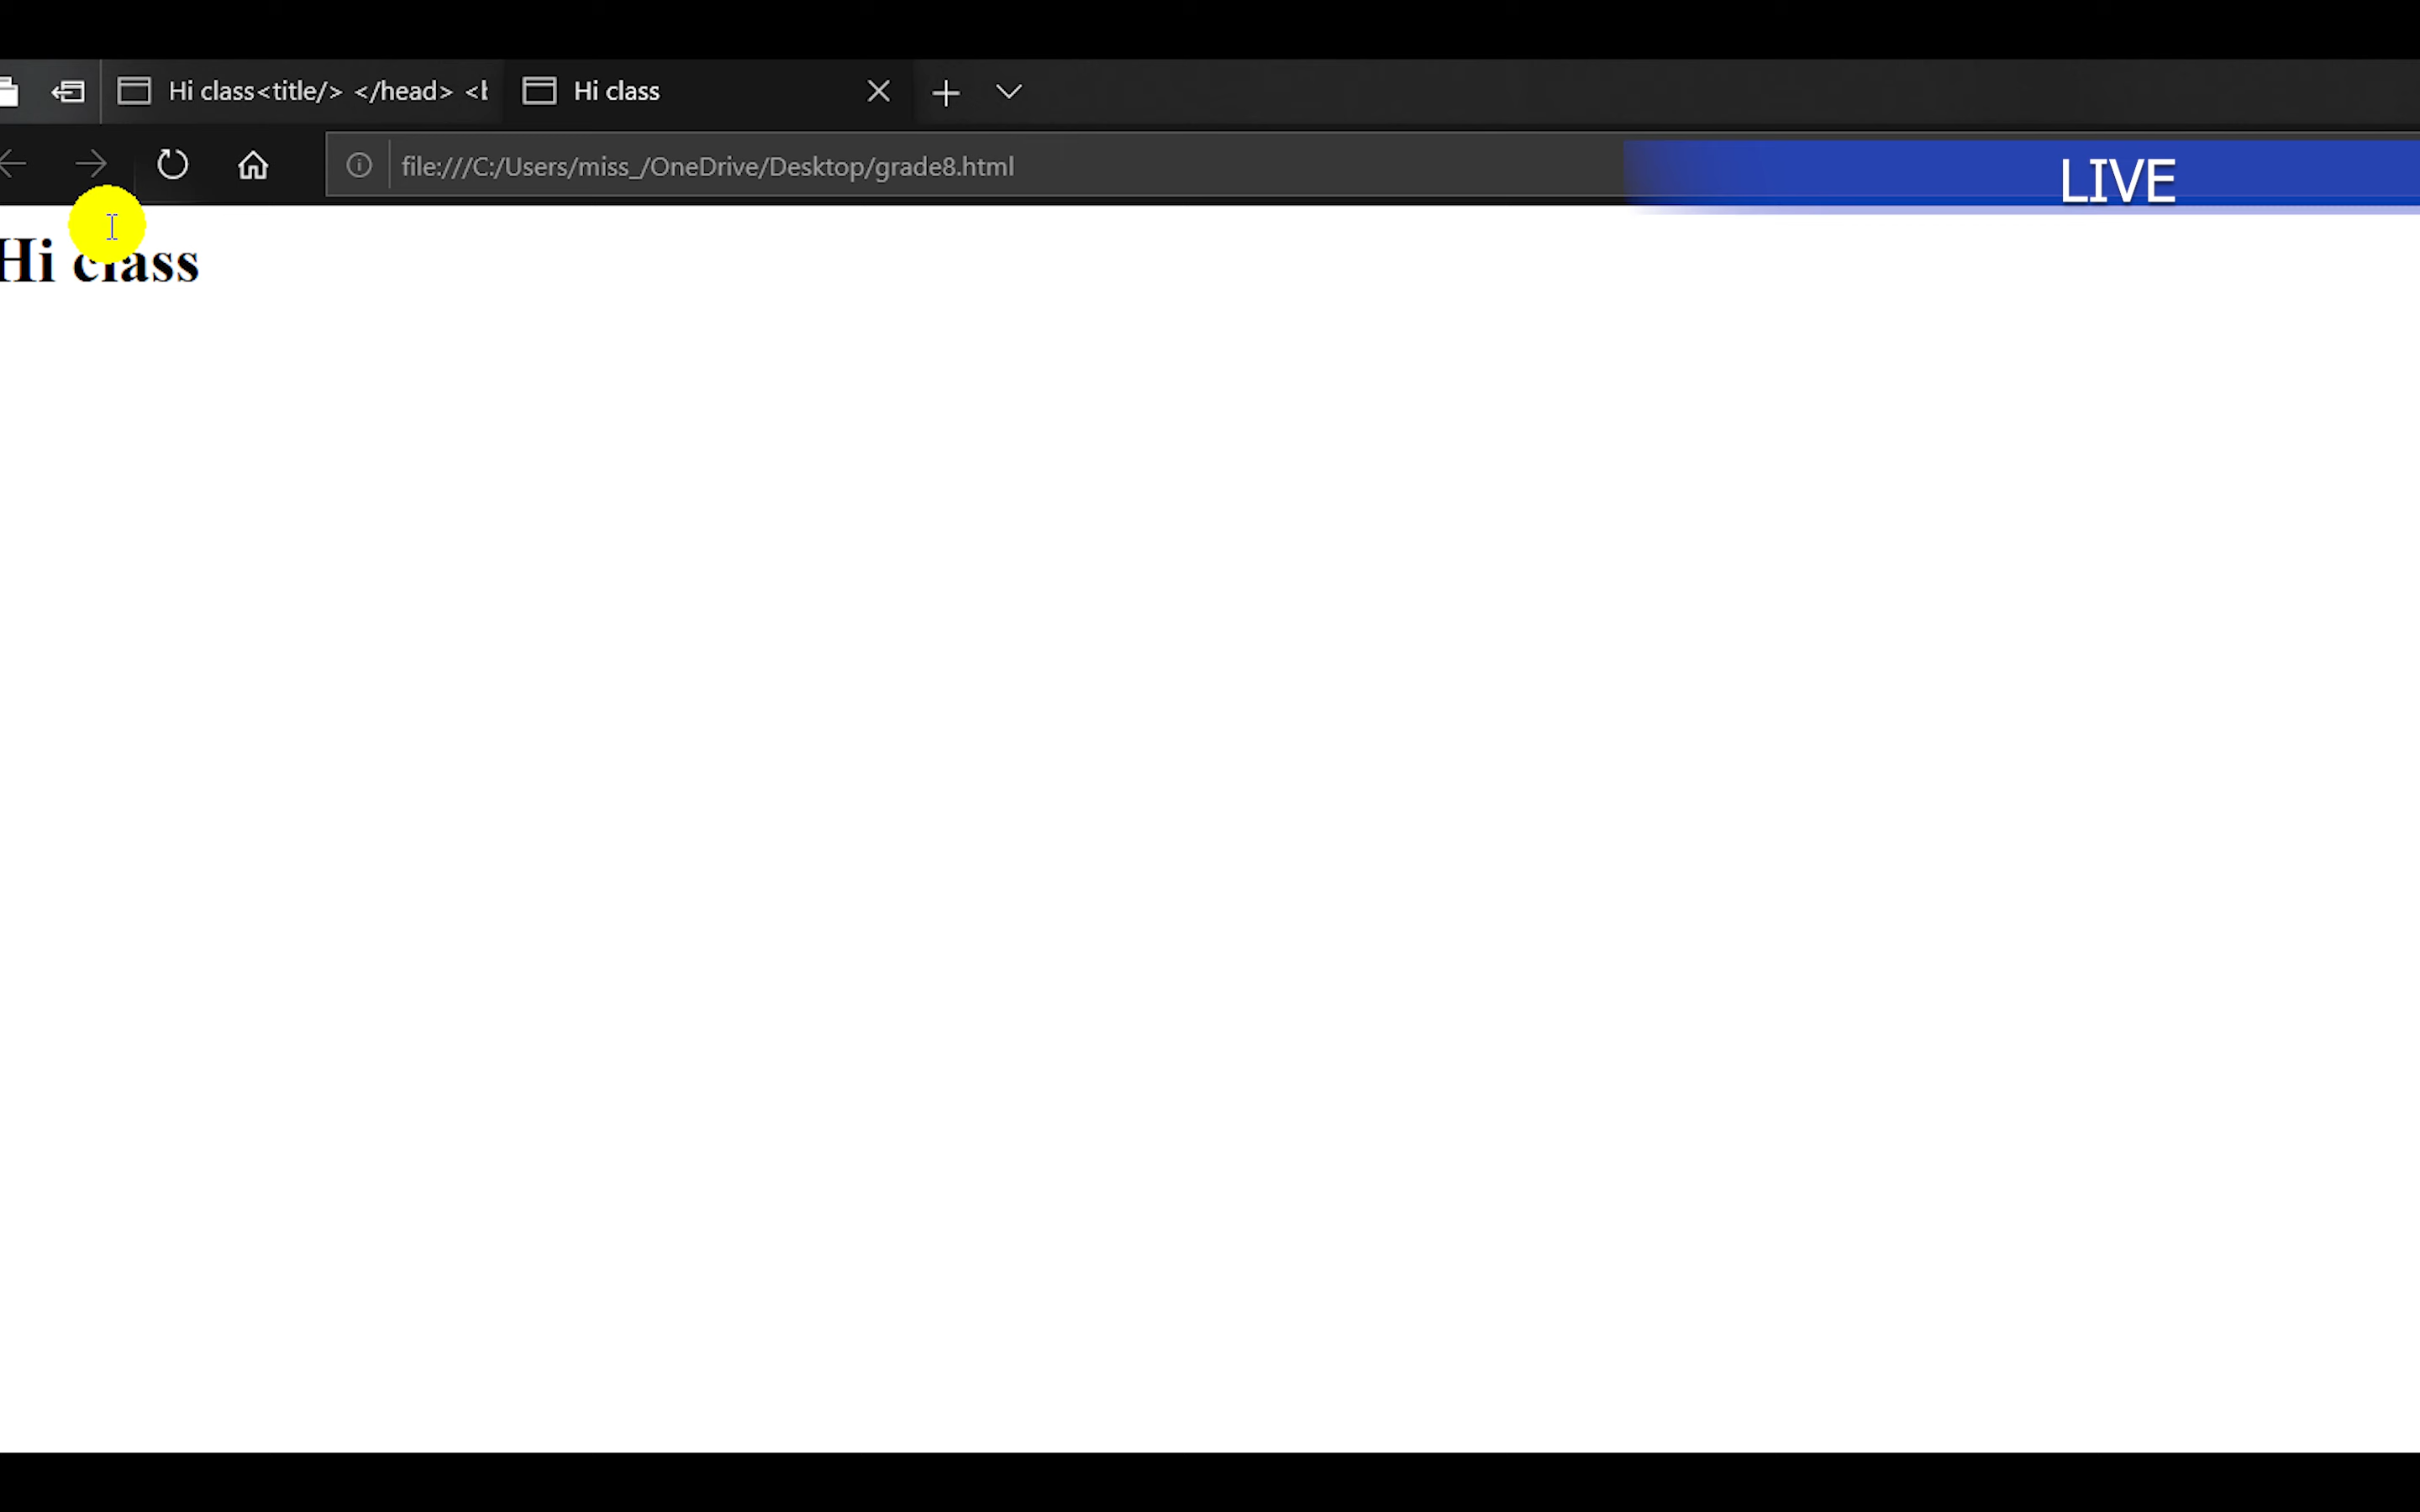 Hi class<title/> </head> <t
Hi class
file:///C:/Users/miss_/OneDrive/Desktop/grade8.html
LIVE
Hi class